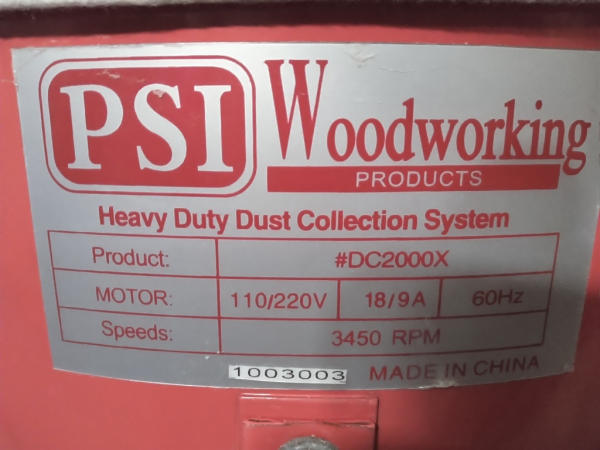 PSI Woodworking
PRODUCTS
Heavy Duty Dust Collection System
Product: #DC2000X
MOTOR: 110/220V 18/9A 60Hz
Speeds: 3450 RPM
1003003 MADE IN CHINA